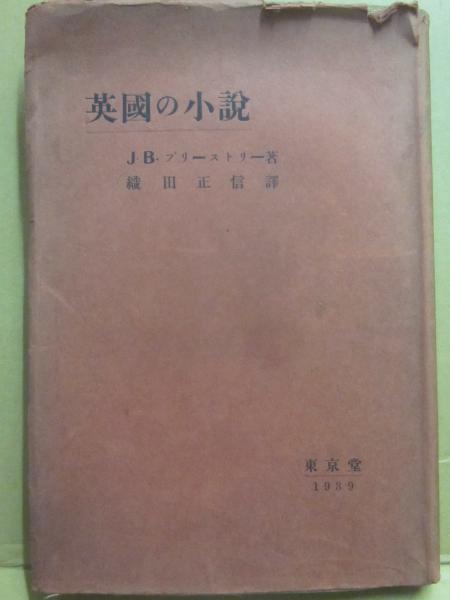 英國の小說
J・B・プリーストリー著
織田正信譯
東京堂
1939